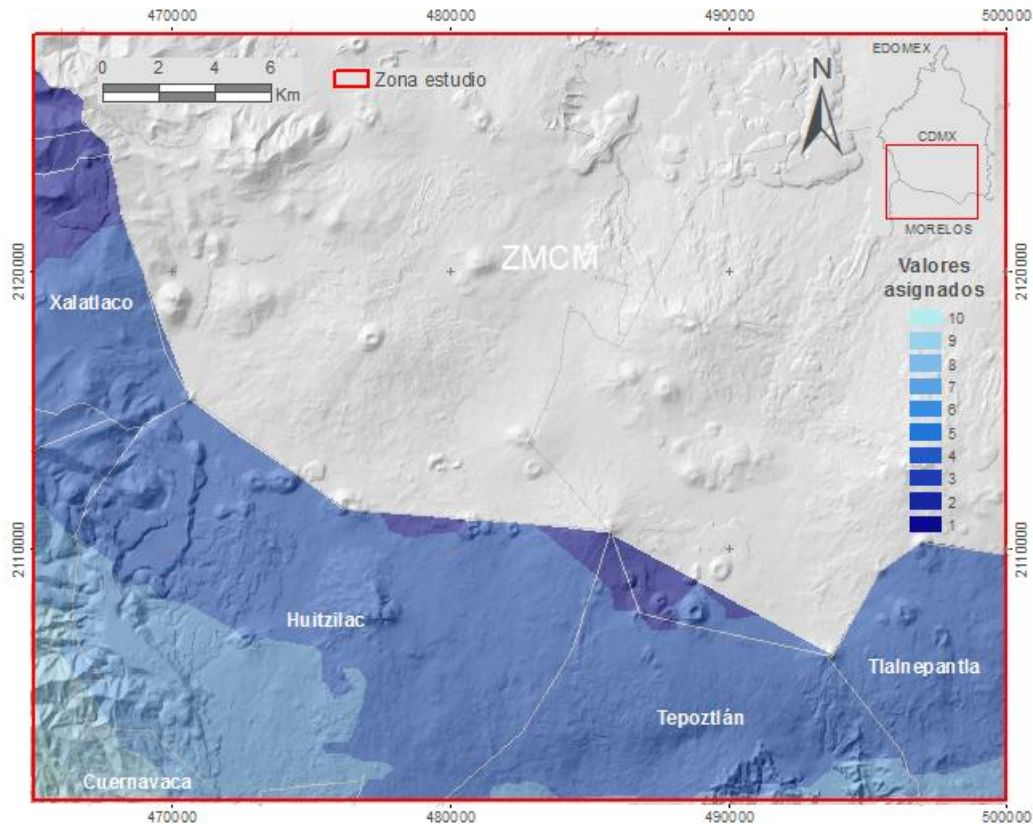 470000
480000
490000
500000
0
2
4
6
Km
Zona estudio
N
EDOMEX
CDMX
MORELOS
2120000
2120000
ZMCM
Valores
asignados
10
9
8
7
6
5
4
3
2
1
Xalatlaco
2110000
2110000
Huitzilac
Tlalnepantla
Tepoztlán
Cuernavaca
470000
480000
490000
500000